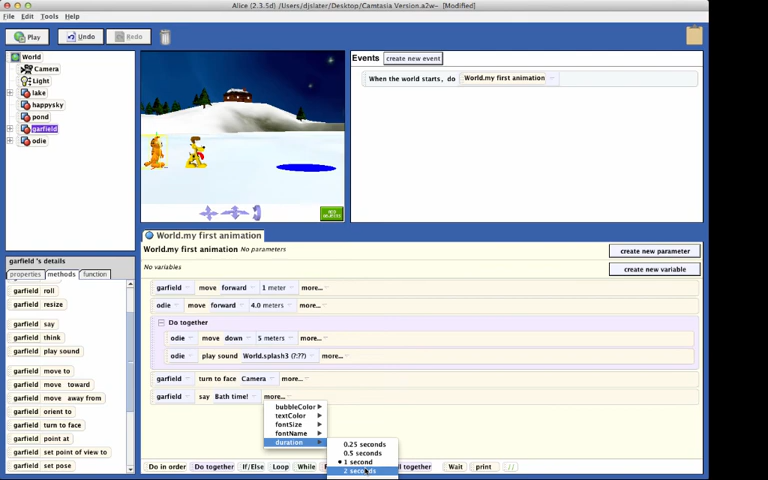 Alice (2.3.5d) /Users/djslater/Desktop/Camtasia Version.a2w~ [Modified]
File Edit Tools Help
Play Undo Redo
World
Camera
Light
lake
happysky
pond
garfield
odie
Events create new event
When the world starts, do World.my first animation
garfield 's details
properties methods function
garfield roll
garfield resize
garfield say
garfield think
garfield play sound
garfield move to
garfield move toward
garfield move away from
garfield orient to
garfield turn to face
garfield point at
garfield set point of view to
garfield set pose
World.my first animation
World.my first animation No parameters
create new parameter
No variables
create new variable
garfield move forward 1 meter more...
odie move forward 4.0 meters more...
Do together
odie move down 5 meters more...
odie play sound World.splash3 (?:??) more...
garfield turn to face Camera more...
garfield say Bath time! more...
bubbleColor
textColor
fontSize
fontName
duration
0.25 seconds
0.5 seconds
1 second
2 seconds
Do in order Do together If/Else Loop While together Wait print